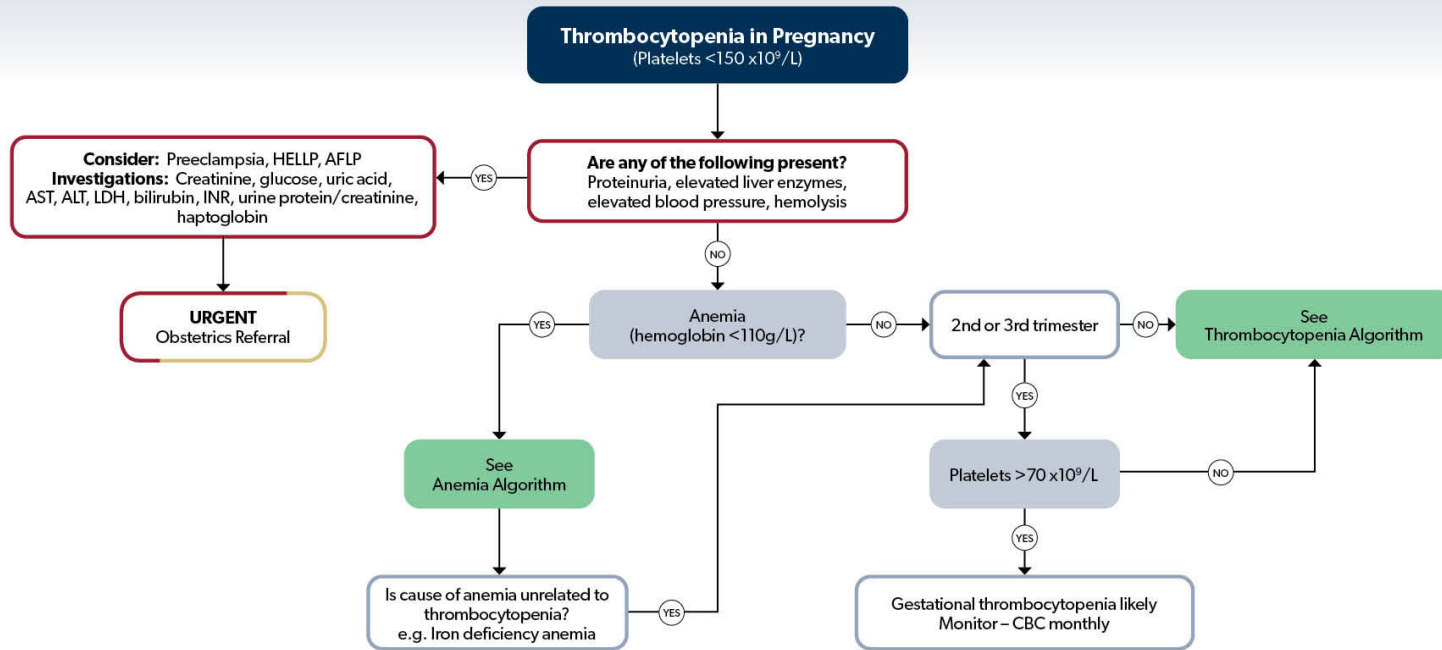 Thrombocytopenia in Pregnancy
(Platelets <150 x10⁹/L)
Consider: Preeclampsia, HELLP, AFLP
Investigations: Creatinine, glucose, uric acid,
AST, ALT, LDH, bilirubin, INR, urine protein/creatinine,
haptoglobin
YES
Are any of the following present?
Proteinuria, elevated liver enzymes,
elevated blood pressure, hemolysis
NO
URGENT
Obstetrics Referral
YES
Anemia
(hemoglobin <110g/L)?
NO
2nd or 3rd trimester
NO
See
Thrombocytopenia Algorithm
YES
See
Anemia Algorithm
Platelets >70 x10⁹/L
NO
YES
Is cause of anemia unrelated to
thrombocytopenia?
e.g. Iron deficiency anemia
YES
Gestational thrombocytopenia likely
Monitor – CBC monthly